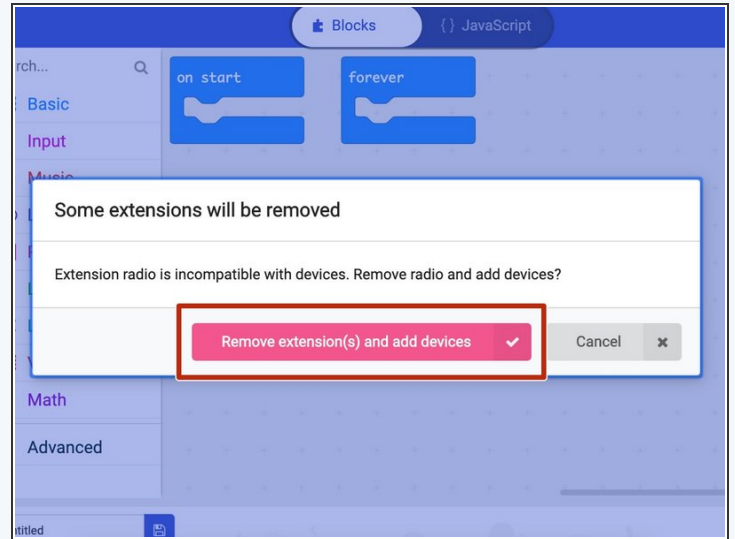 Blocks
{ } JavaScript
rch...
on start
forever
Basic
Input
Music
Some extensions will be removed
Extension radio is incompatible with devices. Remove radio and add devices?
Remove extension(s) and add devices
Cancel
Math
Advanced
ntitled